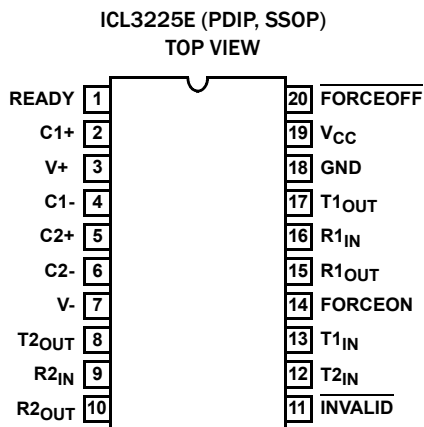 ICL3225E (PDIP, SSOP)
TOP VIEW
READY 1 20 FORCEOFF
C1+ 2 19 VCC
V+ 3 18 GND
C1- 4 17 T1OUT
C2+ 5 16 R1IN
C2- 6 15 R1OUT
V- 7 14 FORCEON
T2OUT 8 13 T1IN
R2IN 9 12 T2IN
R2OUT 10 11 INVALID